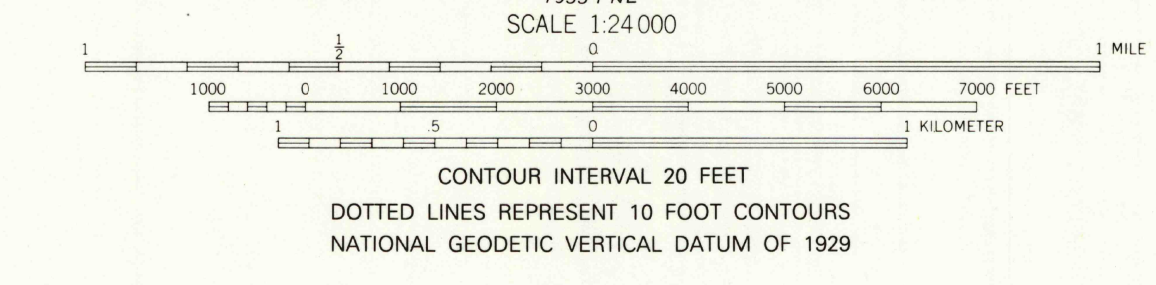 SCALE 1:24 000
1 ½ 0 1 MILE
1000 0 1000 2000 3000 4000 5000 6000 7000 FEET
1 .5 0 1 KILOMETER
CONTOUR INTERVAL 20 FEET
DOTTED LINES REPRESENT 10 FOOT CONTOURS
NATIONAL GEODETIC VERTICAL DATUM OF 1929